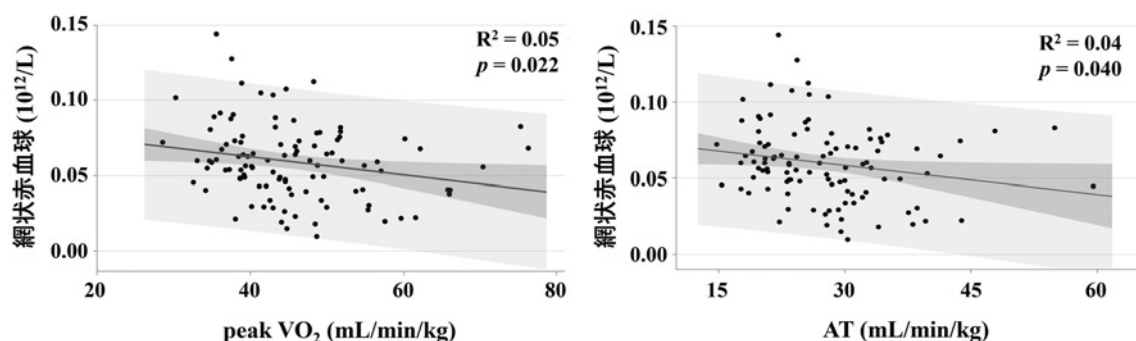 0.15
0.10
0.05
0.00
網状赤血球 (10¹²/L)
R² = 0.05
p = 0.022
20 40 60 80
peak VO₂ (mL/min/kg)
0.15
0.10
0.05
0.00
網状赤血球 (10¹²/L)
R² = 0.04
p = 0.040
15 30 45 60
AT (mL/min/kg)